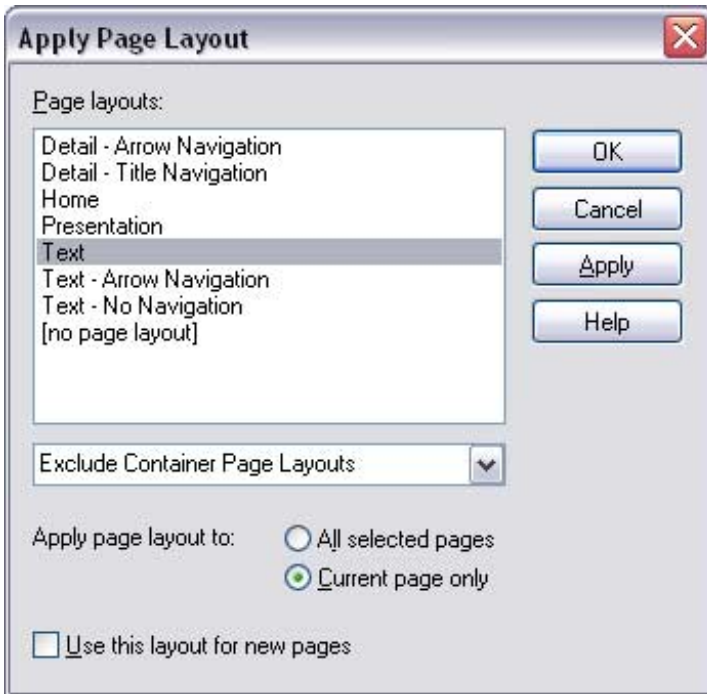 Apply Page Layout
Page layouts:
Detail - Arrow Navigation
Detail - Title Navigation
Home
Presentation
Text
Text - Arrow Navigation
Text - No Navigation
[no page layout]
OK
Cancel
Apply
Help
Exclude Container Page Layouts
Apply page layout to:
All selected pages
Current page only
Use this layout for new pages